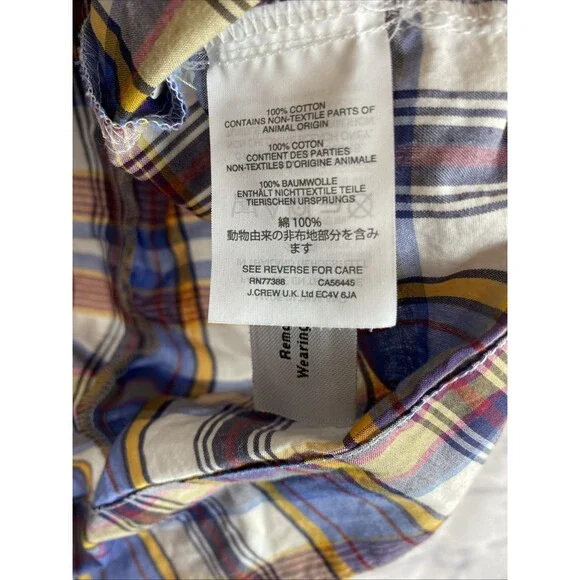 100% COTTON
CONTAINS NON-TEXTILE PARTS OF
ANIMAL ORIGIN
100% COTON
CONTIENT DES PARTIES
NON-TEXTILES D'ORIGINE ANIMALE
100% BAUMWOLLE
ENTHÄLT NICHTTEXTILE TEILE
TIERISCHEN URSPRUNGS
綿 100%
動物由来の非布地部分を含み
ます
SEE REVERSE FOR CARE
RN77388 CA56445
J.CREW U.K. Ltd EC4V 6JA
Remo
Wearing